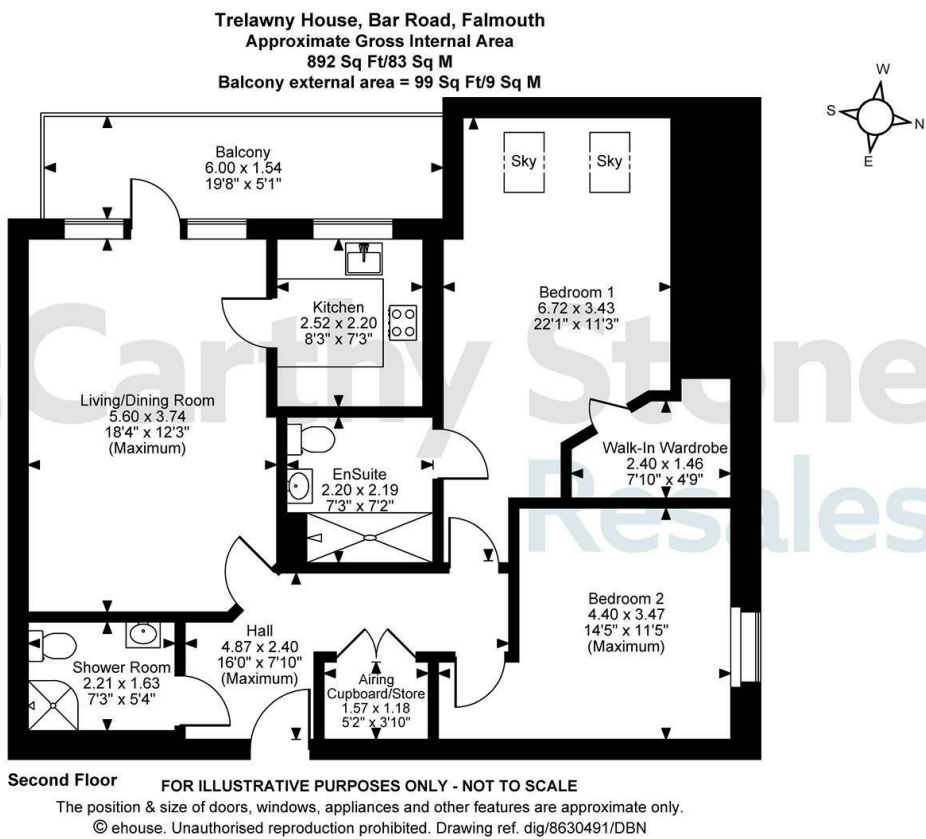 Trelawny House, Bar Road, Falmouth
Approximate Gross Internal Area
892 Sq Ft/83 Sq M
Balcony external area = 99 Sq Ft/9 Sq M
W
S
N
E
Balcony
6.00 x 1.54
19'8" x 5'1"
Sky
Sky
Kitchen
2.52 x 2.20
8'3" x 7'3"
Bedroom 1
6.72 x 3.43
22'1" x 11'3"
Living/Dining Room
5.60 x 3.74
18'4" x 12'3"
(Maximum)
EnSuite
2.20 x 2.19
7'3" x 7'2"
Walk-In Wardrobe
2.40 x 1.46
7'10" x 4'9"
Bedroom 2
4.40 x 3.47
14'5" x 11'5"
(Maximum)
Hall
4.87 x 2.40
16'0" x 7'10"
(Maximum)
Shower Room
2.21 x 1.63
7'3" x 5'4"
Airing
Cupboard/Store
1.57 x 1.18
5'2" x 3'10"
cCarthy Stone
Resales
Second Floor
FOR ILLUSTRATIVE PURPOSES ONLY - NOT TO SCALE
The position & size of doors, windows, appliances and other features are approximate only.
© ehouse. Unauthorised reproduction prohibited. Drawing ref. dig/8630491/DBN